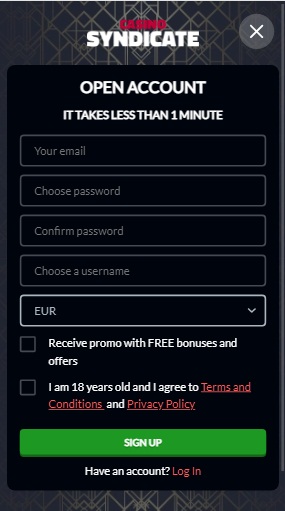 CASINO
SYNDICATE
OPEN ACCOUNT
IT TAKES LESS THAN 1 MINUTE
Your email
Choose password
Confirm password
Choose a username
EUR
Receive promo with FREE bonuses and
offers
I am 18 years old and I agree to Terms and
Conditions and Privacy Policy
SIGN UP
Have an account? Log In